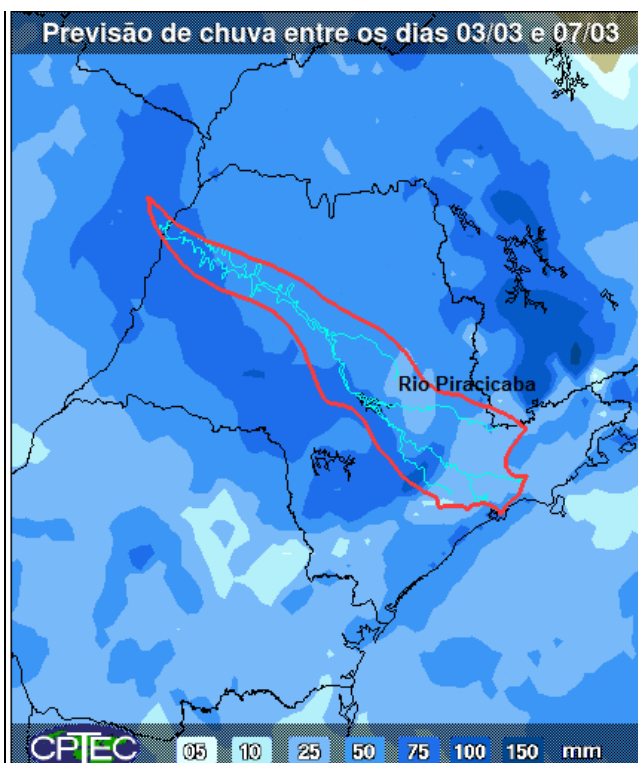 Previsão de chuva entre os dias 03/03 e 07/03
Rio Piracicaba
CPTEC 05 10 25 50 75 100 150 mm